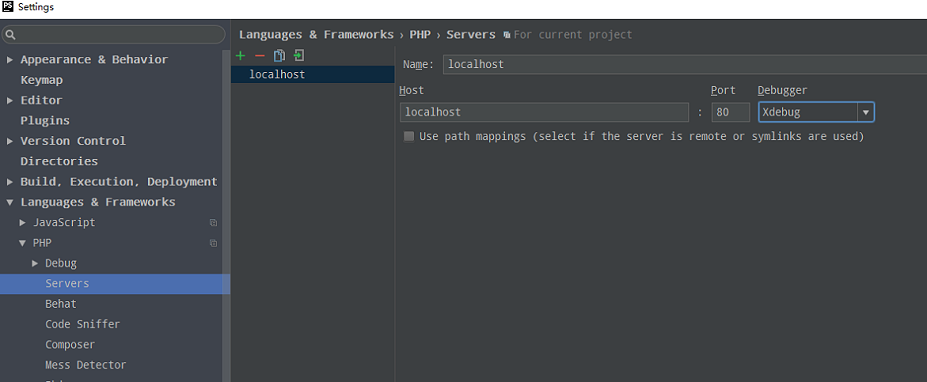 PS Settings
Languages & Frameworks › PHP › Servers For current project
Appearance & Behavior
Keymap
Editor
Plugins
Version Control
Directories
Build, Execution, Deployment
Languages & Frameworks
JavaScript
PHP
Debug
Servers
Behat
Code Sniffer
Composer
Mess Detector
localhost
Name: localhost
Host Port Debugger
localhost : 80 Xdebug
Use path mappings (select if the server is remote or symlinks are used)